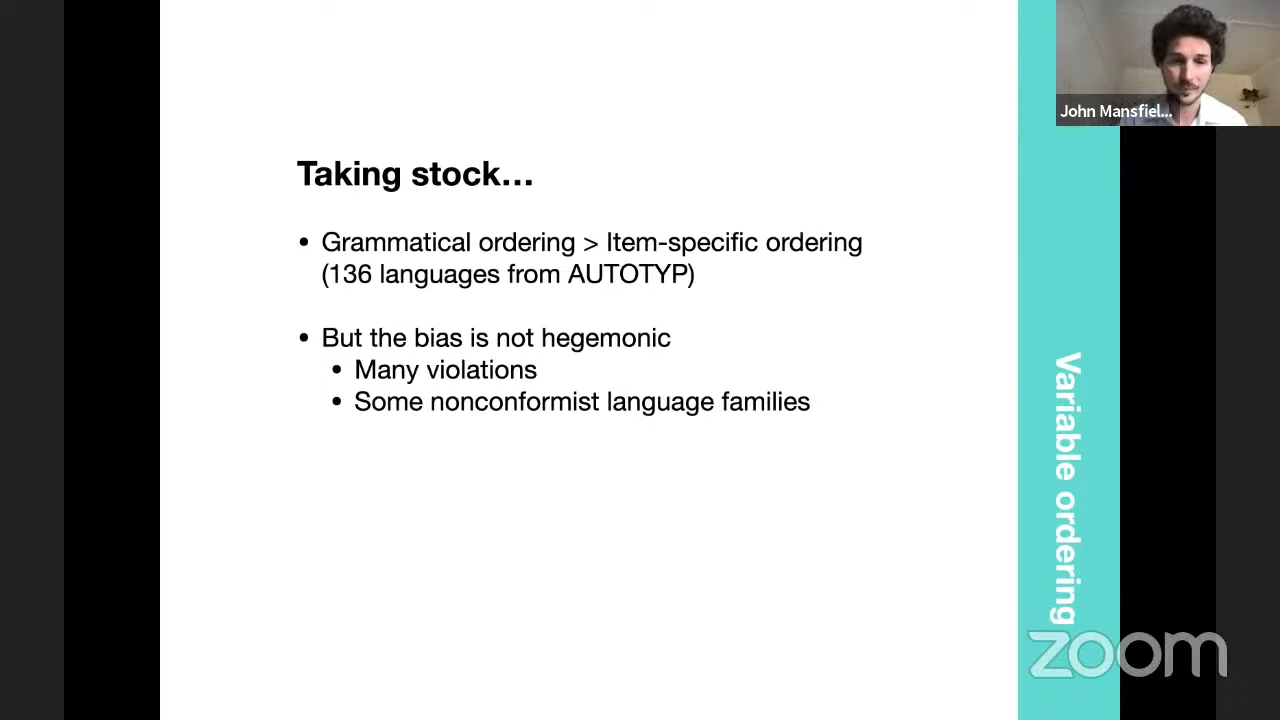 Taking stock…
• Grammatical ordering > Item-specific ordering
(136 languages from AUTOTYP)
• But the bias is not hegemonic
• Many violations
• Some nonconformist language families
Variable ordering
John Mansfiel...
zoom